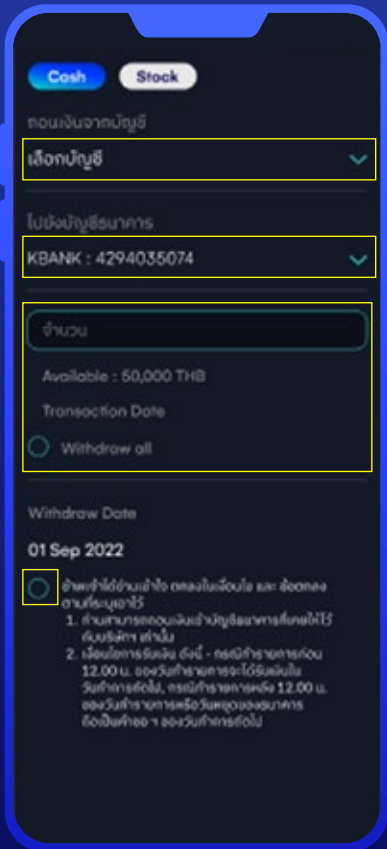 Cash Stock
ถอนเงินจากบัญชี
เลือกบัญชี
ไปยังบัญชีธนาคาร
KBANK : 4294035074
จำนวน
Available : 50,000 THB
Transaction Date
Withdraw all
Withdraw Date
01 Sep 2022
ข้าพเจ้าได้อ่านเข้าใจ ตกลงในเงื่อนไข และ ข้อตกลง
ตามที่ระบุเอาไว้
1. ท่านสามารถถอนเงินเข้าบัญชีธนาคารที่เคยให้ไว้
กับบริษัทฯ เท่านั้น
2. เงื่อนไขการรับเงิน ดังนี้ - กรณีทำรายการก่อน
12.00 น. ของวันทำรายการจะได้รับเงินใน
วันทำการถัดไป, กรณีทำรายการหลัง 12.00 น.
ของวันทำรายการหรือวันหยุดของธนาคาร
ถือเป็นคำขอ ฯ ของวันทำการถัดไป